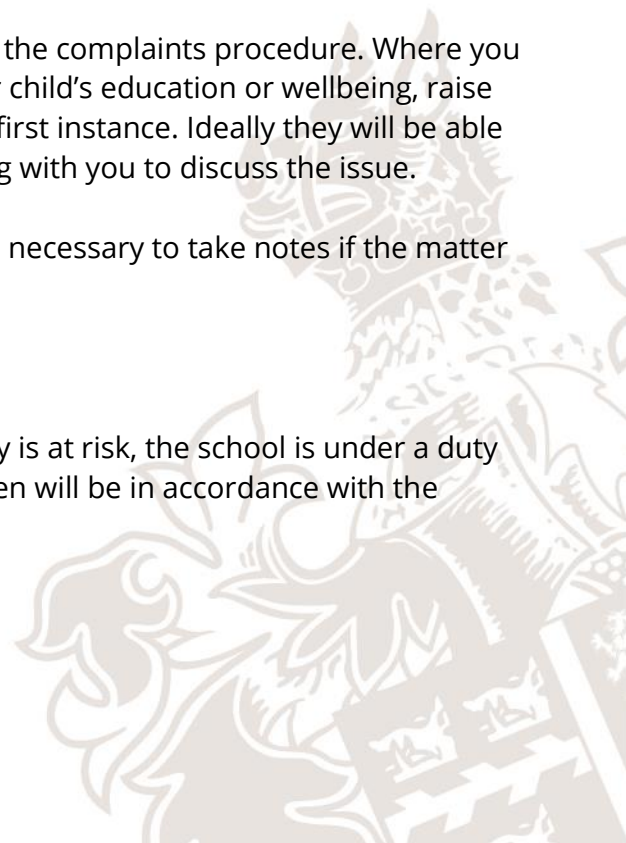 the complaints procedure. Where you
child’s education or wellbeing, raise
first instance. Ideally they will be able
with you to discuss the issue.
necessary to take notes if the matter
is at risk, the school is under a duty
will be in accordance with the